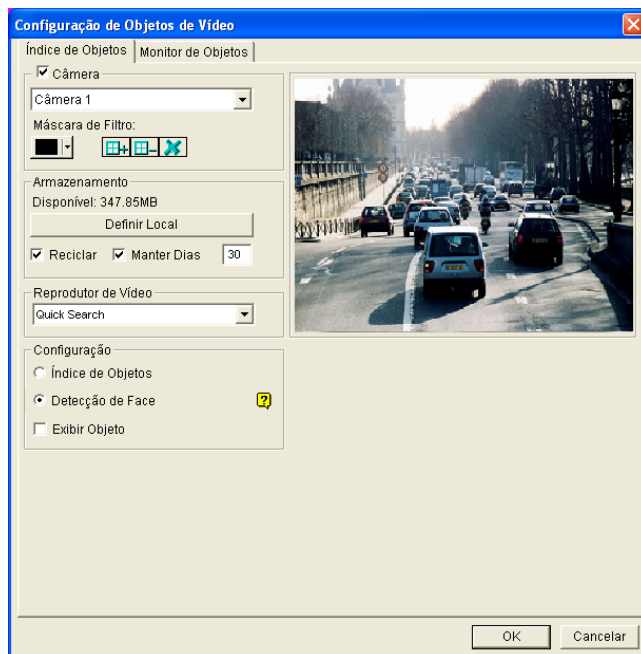 Configuração de Objetos de Vídeo
Índice de Objetos
Monitor de Objetos
Câmera
Câmera 1
Máscara de Filtro:
Armazenamento
Disponível: 347.85MB
Definir Local
Reciclar
Manter Dias
30
Reprodutor de Vídeo
Quick Search
Configuração
Índice de Objetos
Detecção de Face
Exibir Objeto
OK
Cancelar